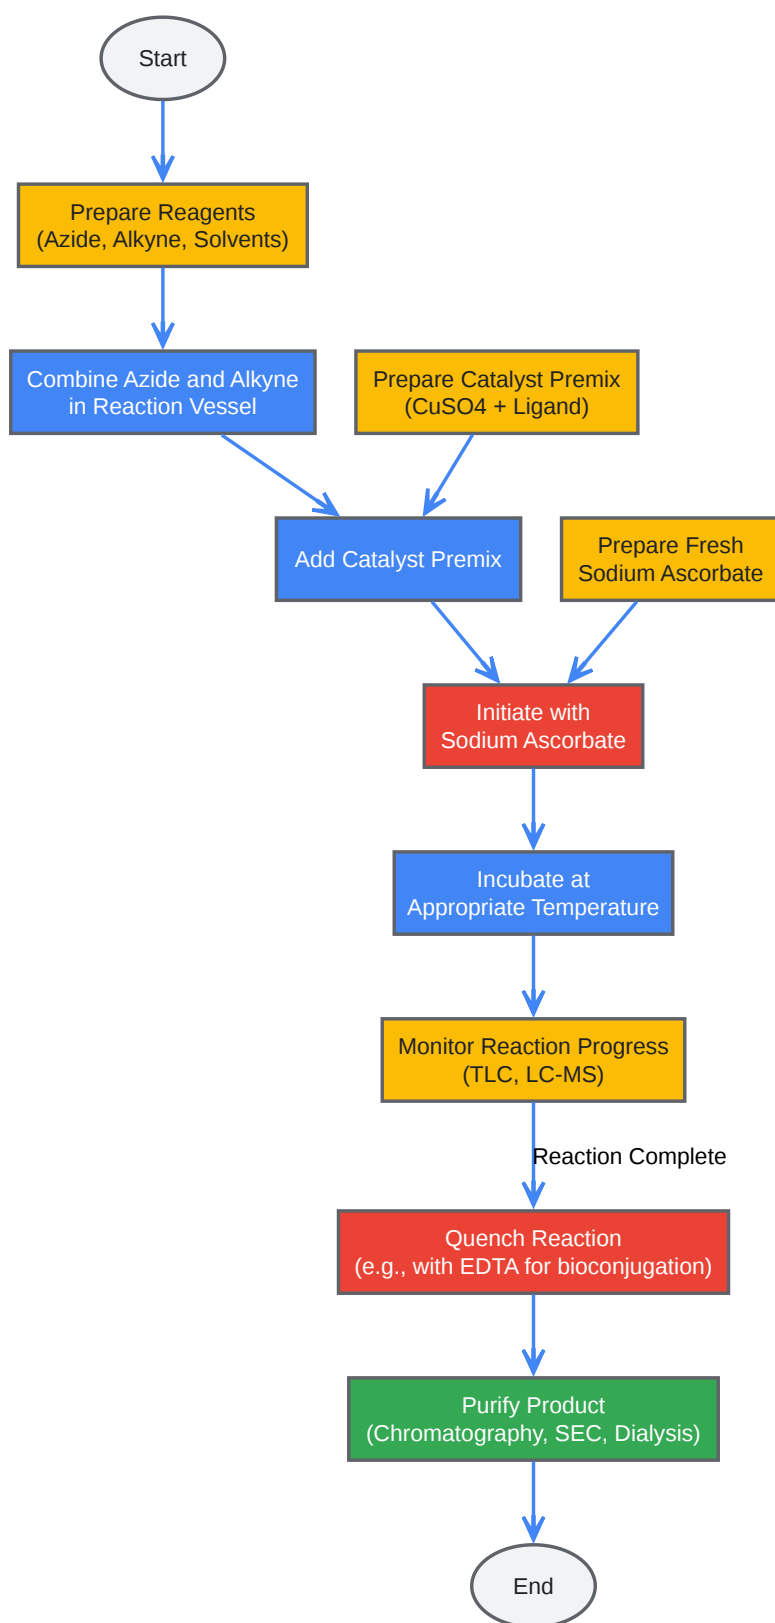 Start
Prepare Reagents
(Azide, Alkyne, Solvents)
Combine Azide and Alkyne
in Reaction Vessel
Prepare Catalyst Premix
(CuSO4 + Ligand)
Add Catalyst Premix
Prepare Fresh
Sodium Ascorbate
Initiate with
Sodium Ascorbate
Incubate at
Appropriate Temperature
Monitor Reaction Progress
(TLC, LC-MS)
Reaction Complete
Quench Reaction
(e.g., with EDTA for bioconjugation)
Purify Product
(Chromatography, SEC, Dialysis)
End